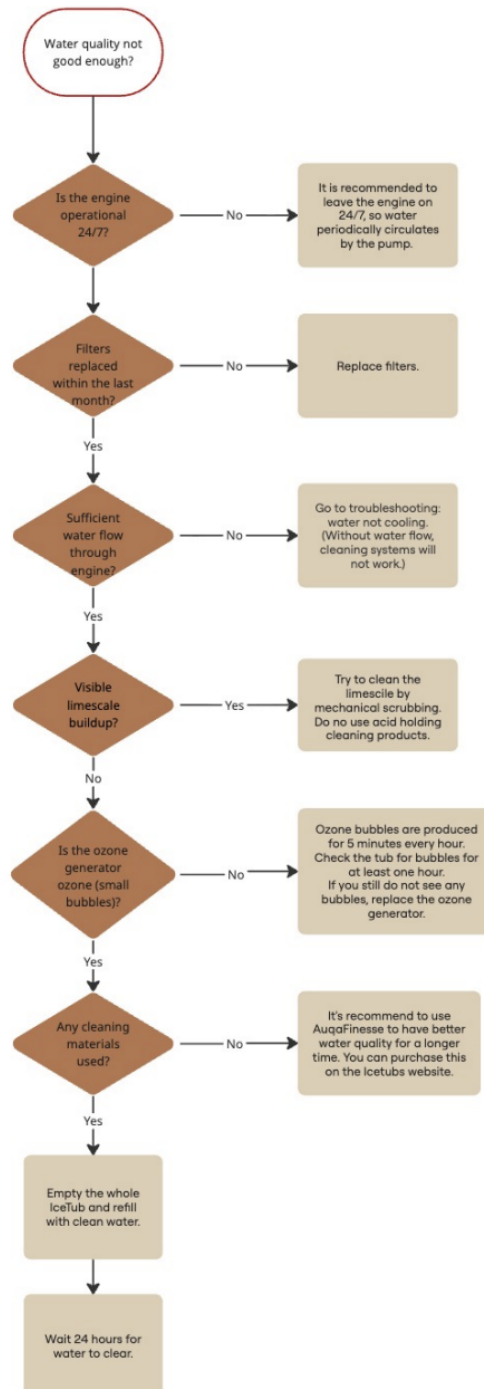 Water quality not
good enough?
Is the engine
operational
24/7?
No
It is recommended to
leave the engine on
24/7, so water
periodically circulates
by the pump.
Filters
replaced
within the last
month?
No
Replace filters.
Yes
Sufficient
water flow
through
engine?
No
Go to troubleshooting:
water not cooling.
(Without water flow,
cleaning systems will
not work.)
Yes
Visible
limescale
buildup?
Yes
Try to clean the
limescile by
mechanical scrubbing.
Do no use acid holding
cleaning products.
No
Is the ozone
generator
ozone (small
bubbles)?
No
Ozone bubbles are produced
for 5 minutes every hour.
Check the tub for bubbles for
at least one hour.
If you still do not see any
bubbles, replace the ozone
generator.
Yes
Any cleaning
materials
used?
No
It's recommend to use
AuqaFinesse to have better
water quality for a longer
time. You can purchase this
on the Icetubs website.
Yes
Empty the whole
IceTub and refill
with clean water.
Wait 24 hours for
water to clear.